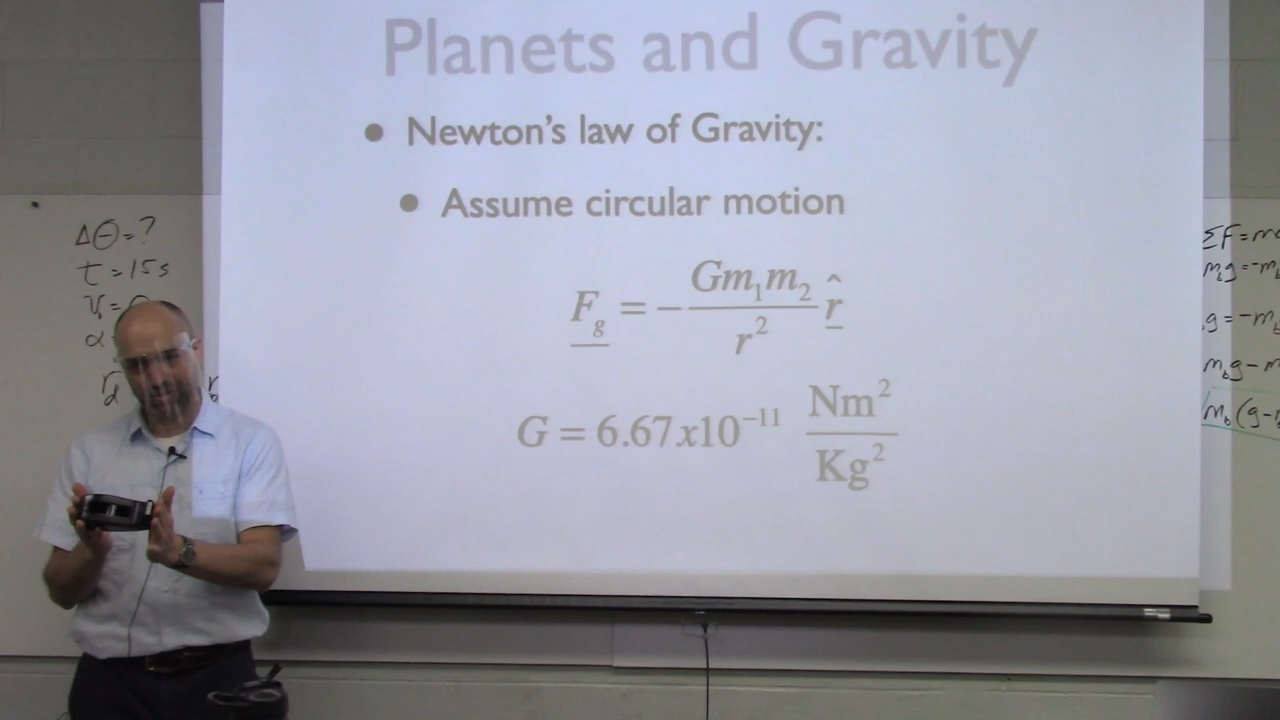 Planets and Gravity
• Newton's law of Gravity:
• Assume circular motion
F_g = - Gm₁m₂ / r² r̂
G = 6.67x10⁻¹¹ Nm² / Kg²
ΔΘ=?
t=15s
ΣF=m
g=-m
m_b g-m